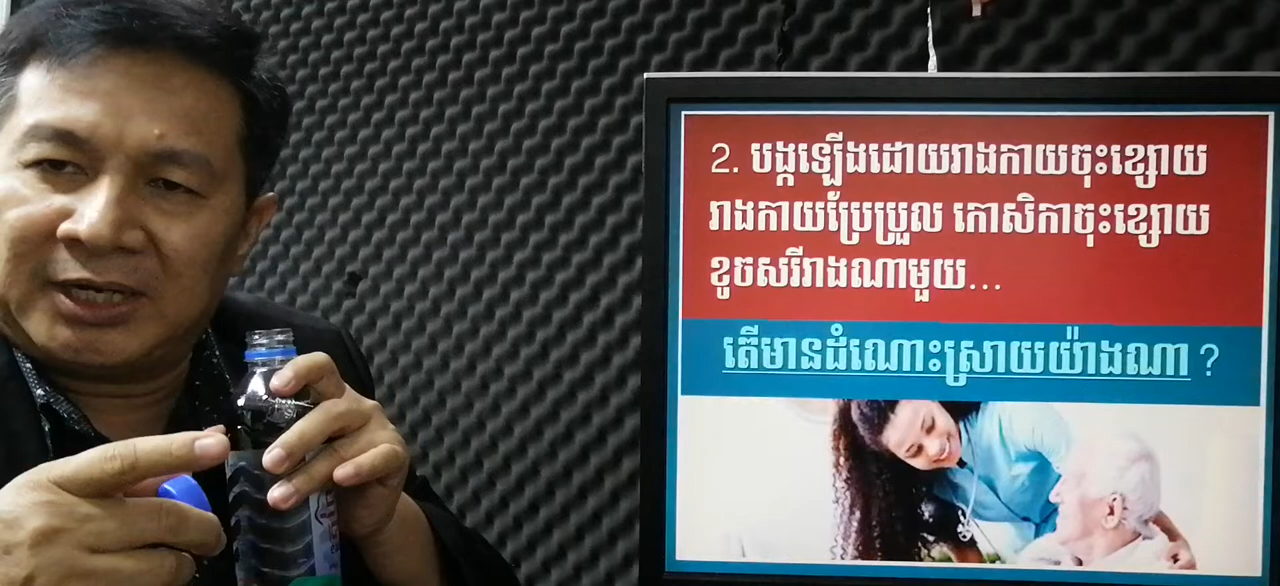 2. បង្កឡើងដោយរាងកាយចុះខ្សោយ
រាងកាយប្រែប្រួល កោសិកាចុះខ្សោយ
ខូចសរីរាងណាមួយ...
តើមានដំណោះស្រាយយ៉ាងណា ?